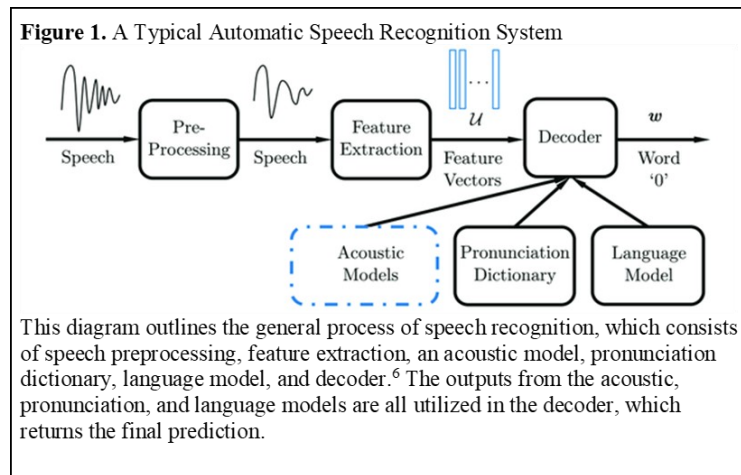 Figure 1. A Typical Automatic Speech Recognition System
𝒰
w
Pre-
Processing
Feature
Extraction
Decoder
Speech
Speech
Feature
Vectors
Word
‘0’
Acoustic
Models
Pronunciation
Dictionary
Language
Model
This diagram outlines the general process of speech recognition, which consists
of speech preprocessing, feature extraction, an acoustic model, pronunciation
dictionary, language model, and decoder.⁶ The outputs from the acoustic,
pronunciation, and language models are all utilized in the decoder, which
returns the final prediction.